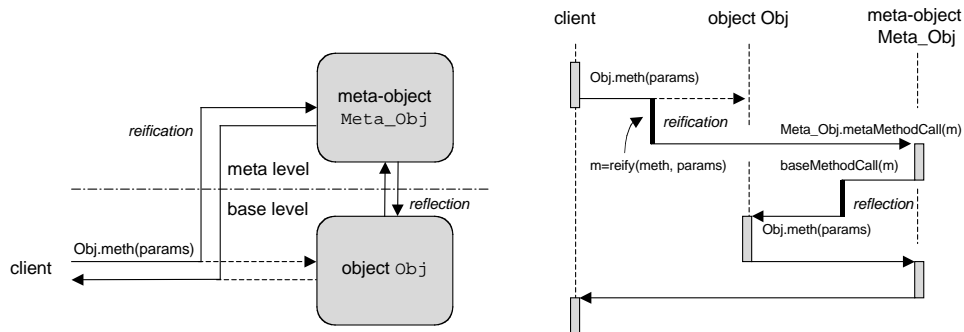 meta-object
Meta_Obj
reification
meta level
base level
reflection
Obj.meth(params)
client
object Obj
client
object Obj
meta-object
Meta_Obj
Obj.meth(params)
reification
Meta_Obj.metaMethodCall(m)
m=reify(meth, params)
baseMethodCall(m)
reflection
Obj.meth(params)